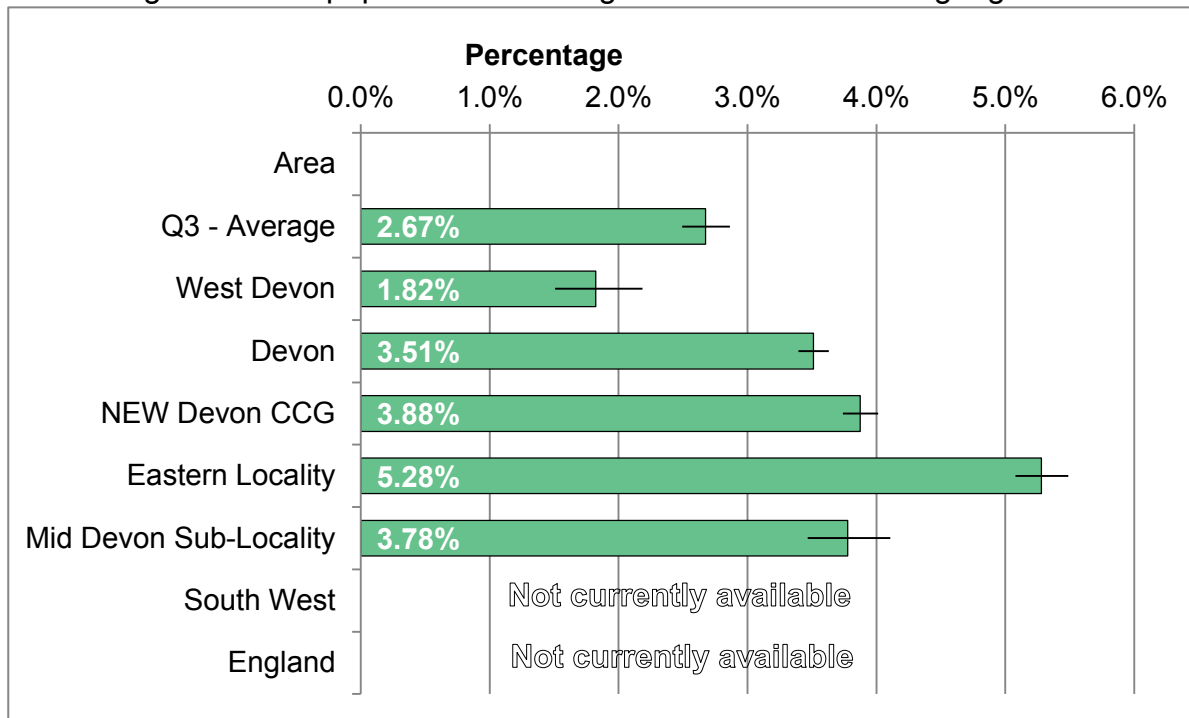 Percentage
0.0% 1.0% 2.0% 3.0% 4.0% 5.0% 6.0%
Area
Q3 - Average 2.67%
West Devon 1.82%
Devon 3.51%
NEW Devon CCG 3.88%
Eastern Locality 5.28%
Mid Devon Sub-Locality 3.78%
South West Not currently available
England Not currently available